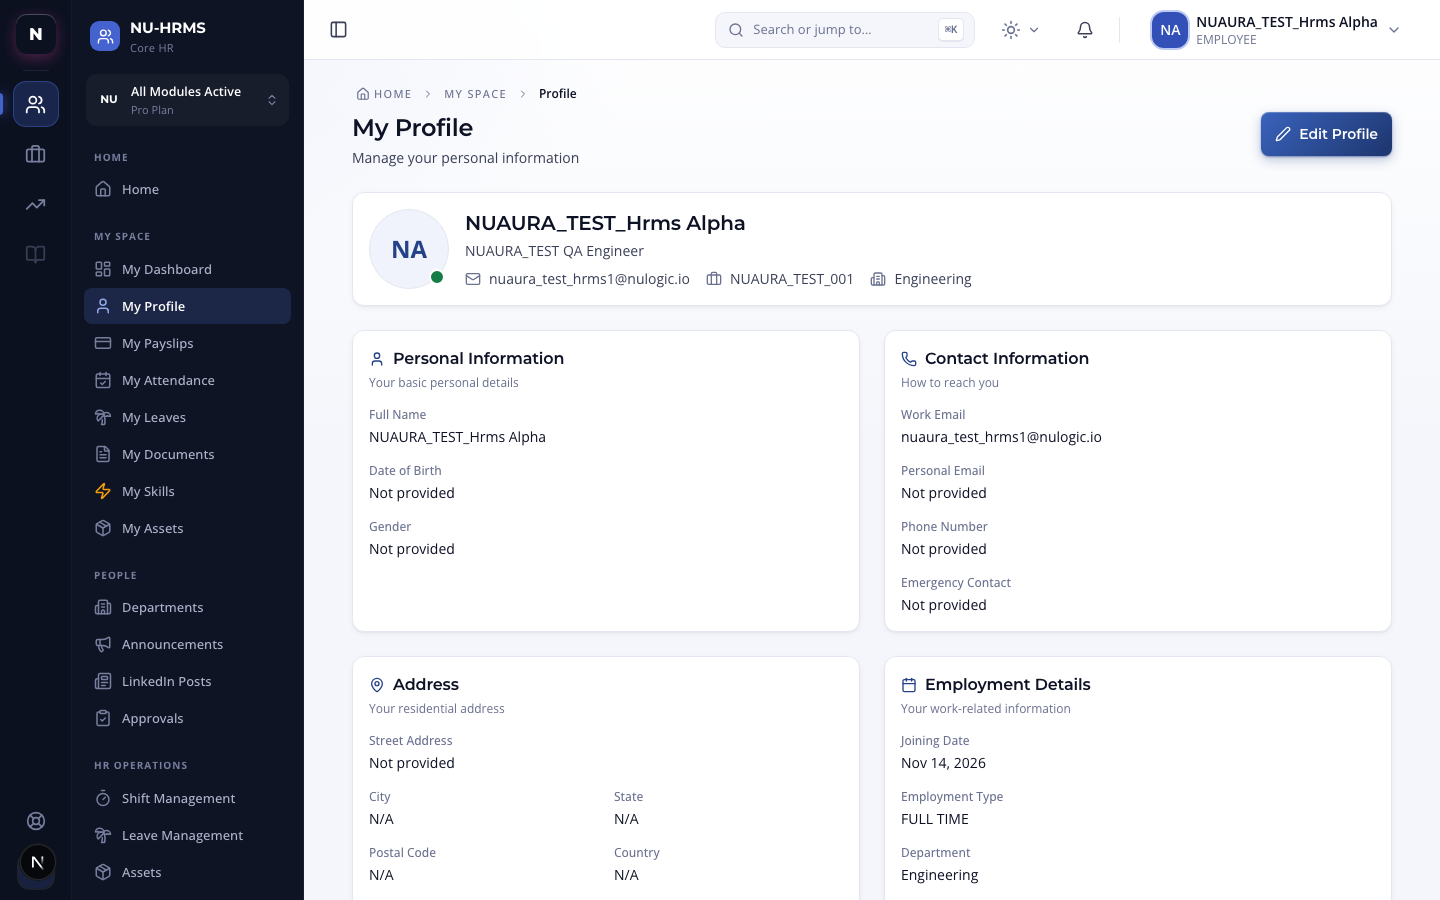 N
NU-HRMS
Core HR
NU
All Modules Active
Pro Plan
HOME
Home
MY SPACE
My Dashboard
My Profile
My Payslips
My Attendance
My Leaves
My Documents
My Skills
My Assets
PEOPLE
Departments
Announcements
LinkedIn Posts
Approvals
HR OPERATIONS
Shift Management
Leave Management
Assets
N
Search or jump to...
⌘K
NA
NUAURA_TEST_Hrms Alpha
EMPLOYEE
HOME > MY SPACE > Profile
My Profile
Manage your personal information
Edit Profile
NA
NUAURA_TEST_Hrms Alpha
NUAURA_TEST QA Engineer
nuaura_test_hrms1@nulogic.io NUAURA_TEST_001 Engineering
Personal Information
Your basic personal details
Full Name
NUAURA_TEST_Hrms Alpha
Date of Birth
Not provided
Gender
Not provided
Contact Information
How to reach you
Work Email
nuaura_test_hrms1@nulogic.io
Personal Email
Not provided
Phone Number
Not provided
Emergency Contact
Not provided
Address
Your residential address
Street Address
Not provided
City State
N/A N/A
Postal Code Country
N/A N/A
Employment Details
Your work-related information
Joining Date
Nov 14, 2026
Employment Type
FULL TIME
Department
Engineering